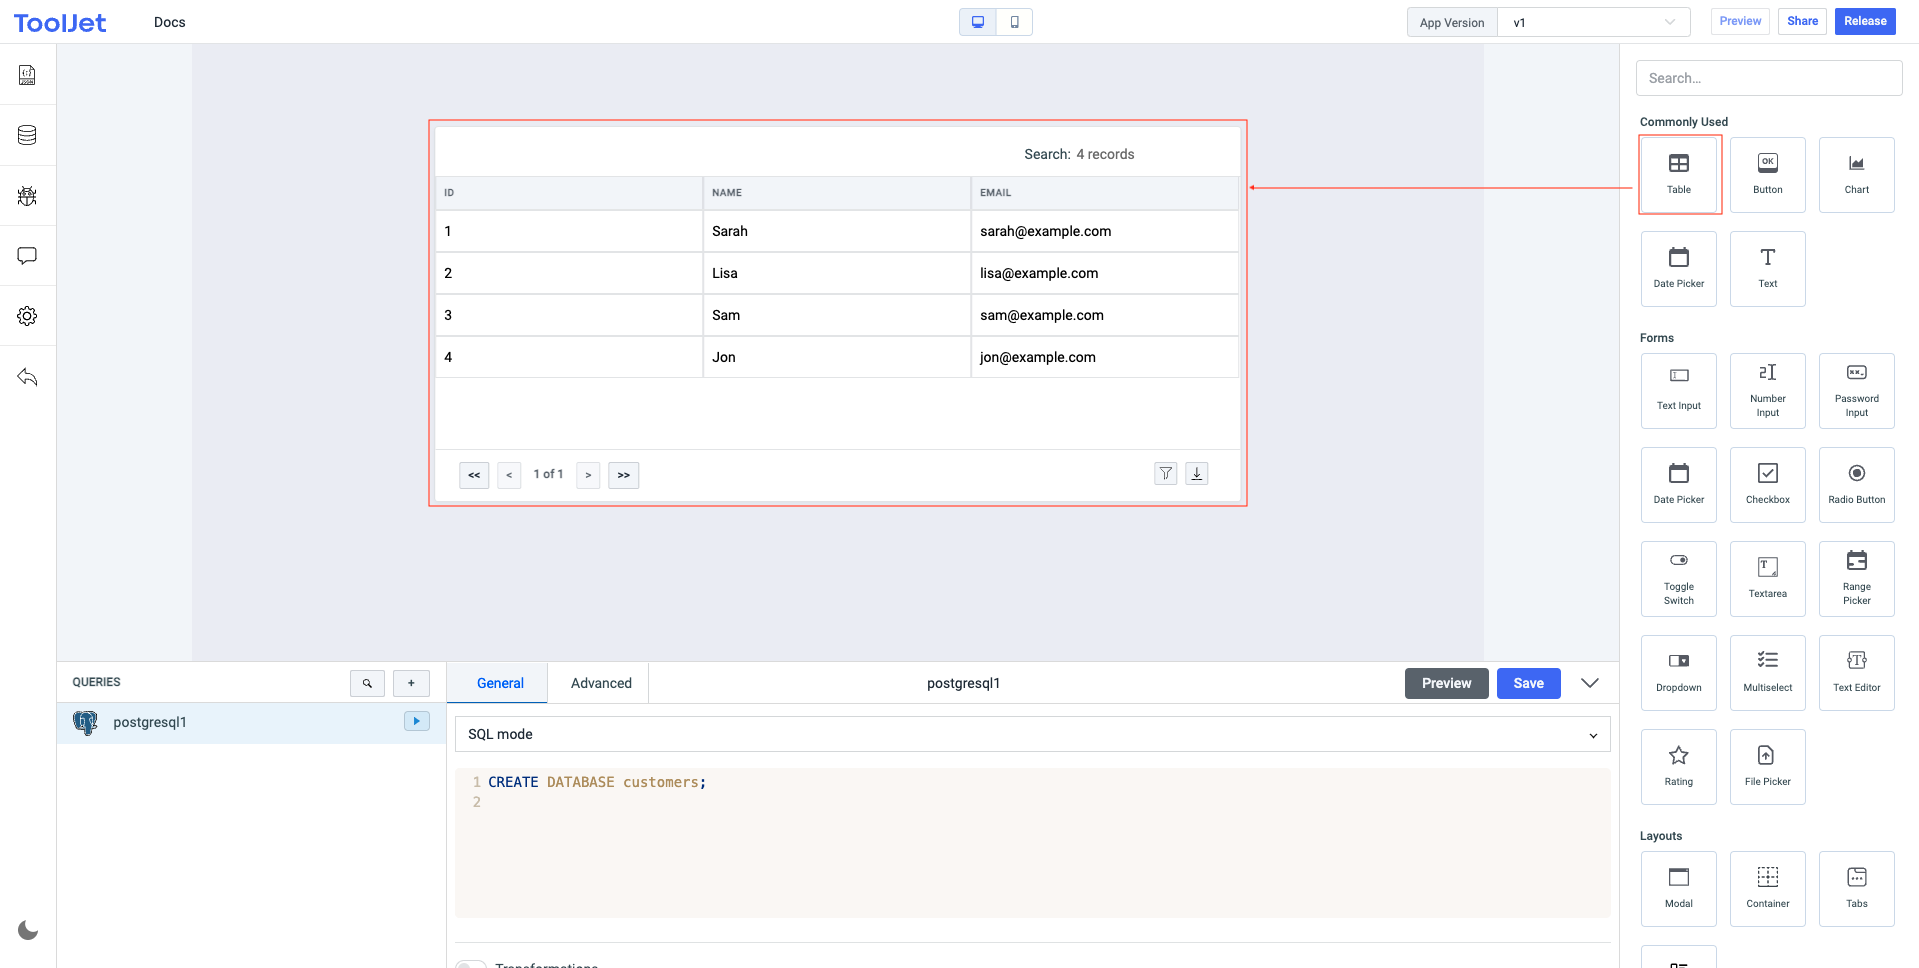 ToolJet
Docs
App Version
v1
Preview
Share
Release
Search: 4 records
ID
NAME
EMAIL
1
Sarah
sarah@example.com
2
Lisa
lisa@example.com
3
Sam
sam@example.com
4
Jon
jon@example.com
<<
<
1 of 1
>
>>
Search...
Commonly Used
Table
OK
Button
Chart
Date Picker
Text
Forms
Text Input
Number
Input
Password
Input
Date Picker
Checkbox
Radio Button
Toggle
Switch
Textarea
Range
Picker
Dropdown
Multiselect
Text Editor
Rating
File Picker
Layouts
Modal
Container
Tabs
QUERIES
+
postgresql1
General
Advanced
postgresql1
Preview
Save
SQL mode
1 CREATE DATABASE customers;
2
Transformations